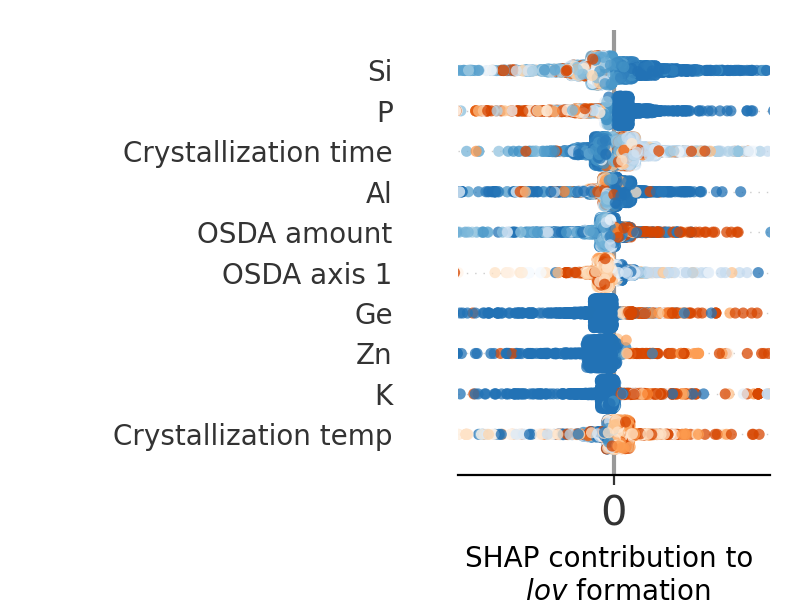 Si
P
Crystallization time
Al
OSDA amount
OSDA axis 1
Ge
Zn
K
Crystallization temp
0
SHAP contribution to
lov formation